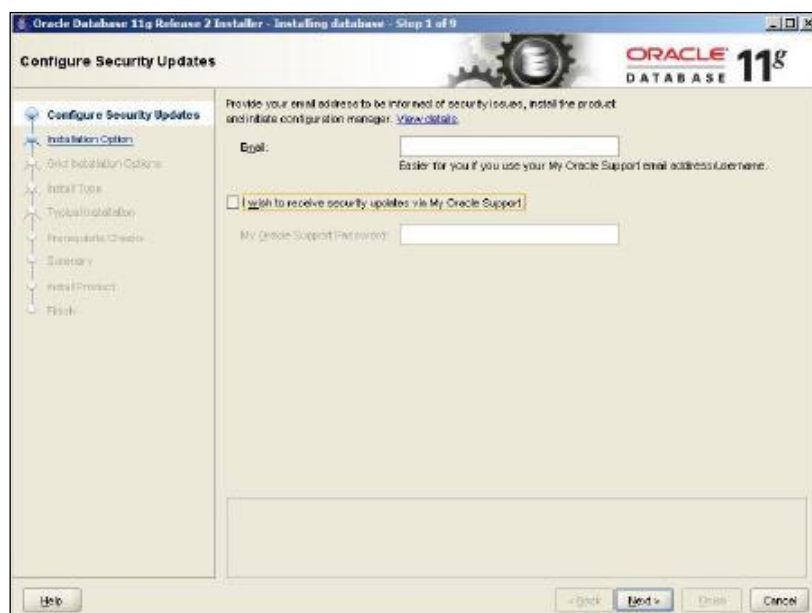 Oracle Database 11g Release 2 Installer - Installing database - Step 1 of 9
Configure Security Updates
ORACLE
DATABASE
11g
Configure Security Updates
Installation Option
Grid Installation Options
Install Type
Typical Installation
Prerequisite Checks
Summary
Install Product
Finish
Provide your email address to be informed of security issues, install the product
and initiate configuration manager. View details.
Email:
Easier for you if you use your My Oracle Support email address/username.
I wish to receive security updates via My Oracle Support.
My Oracle Support Password:
Help
< Back
Next >
Finish
Cancel